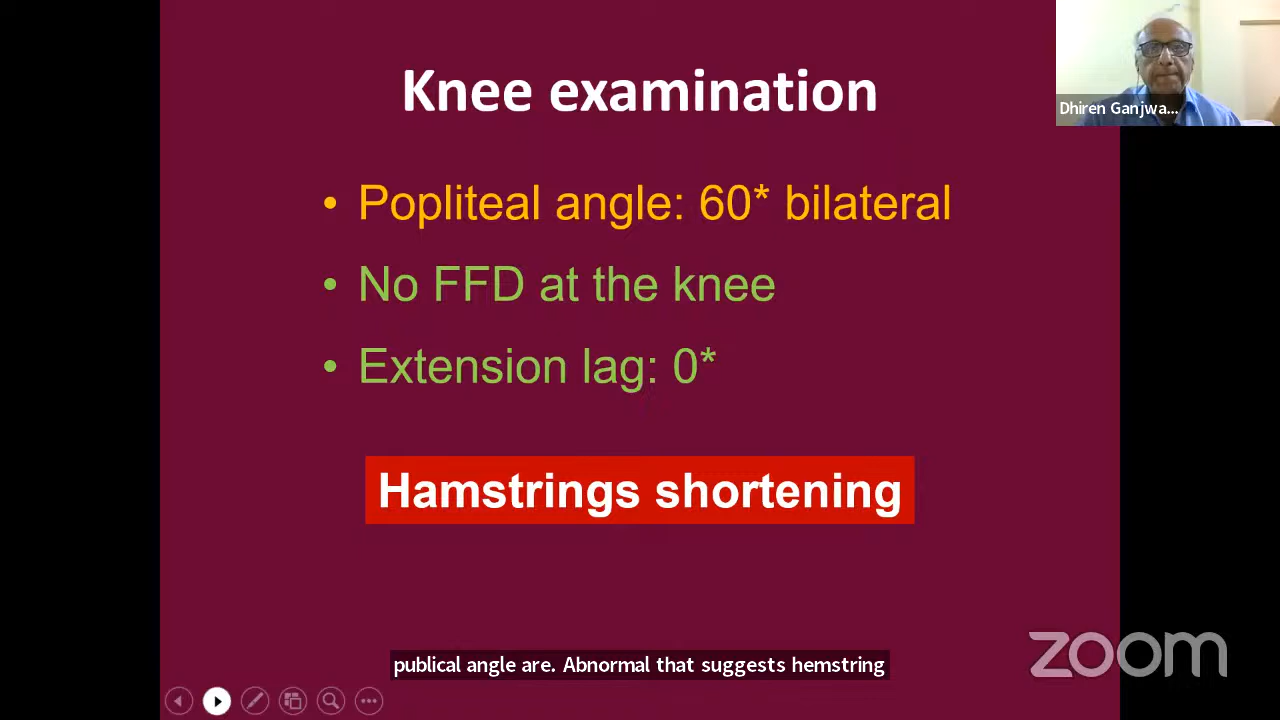 Knee examination
Dhiren Ganjwa...
• Popliteal angle: 60* bilateral
• No FFD at the knee
• Extension lag: 0*
Hamstrings shortening
zoom
publical angle are. Abnormal that suggests hemstring